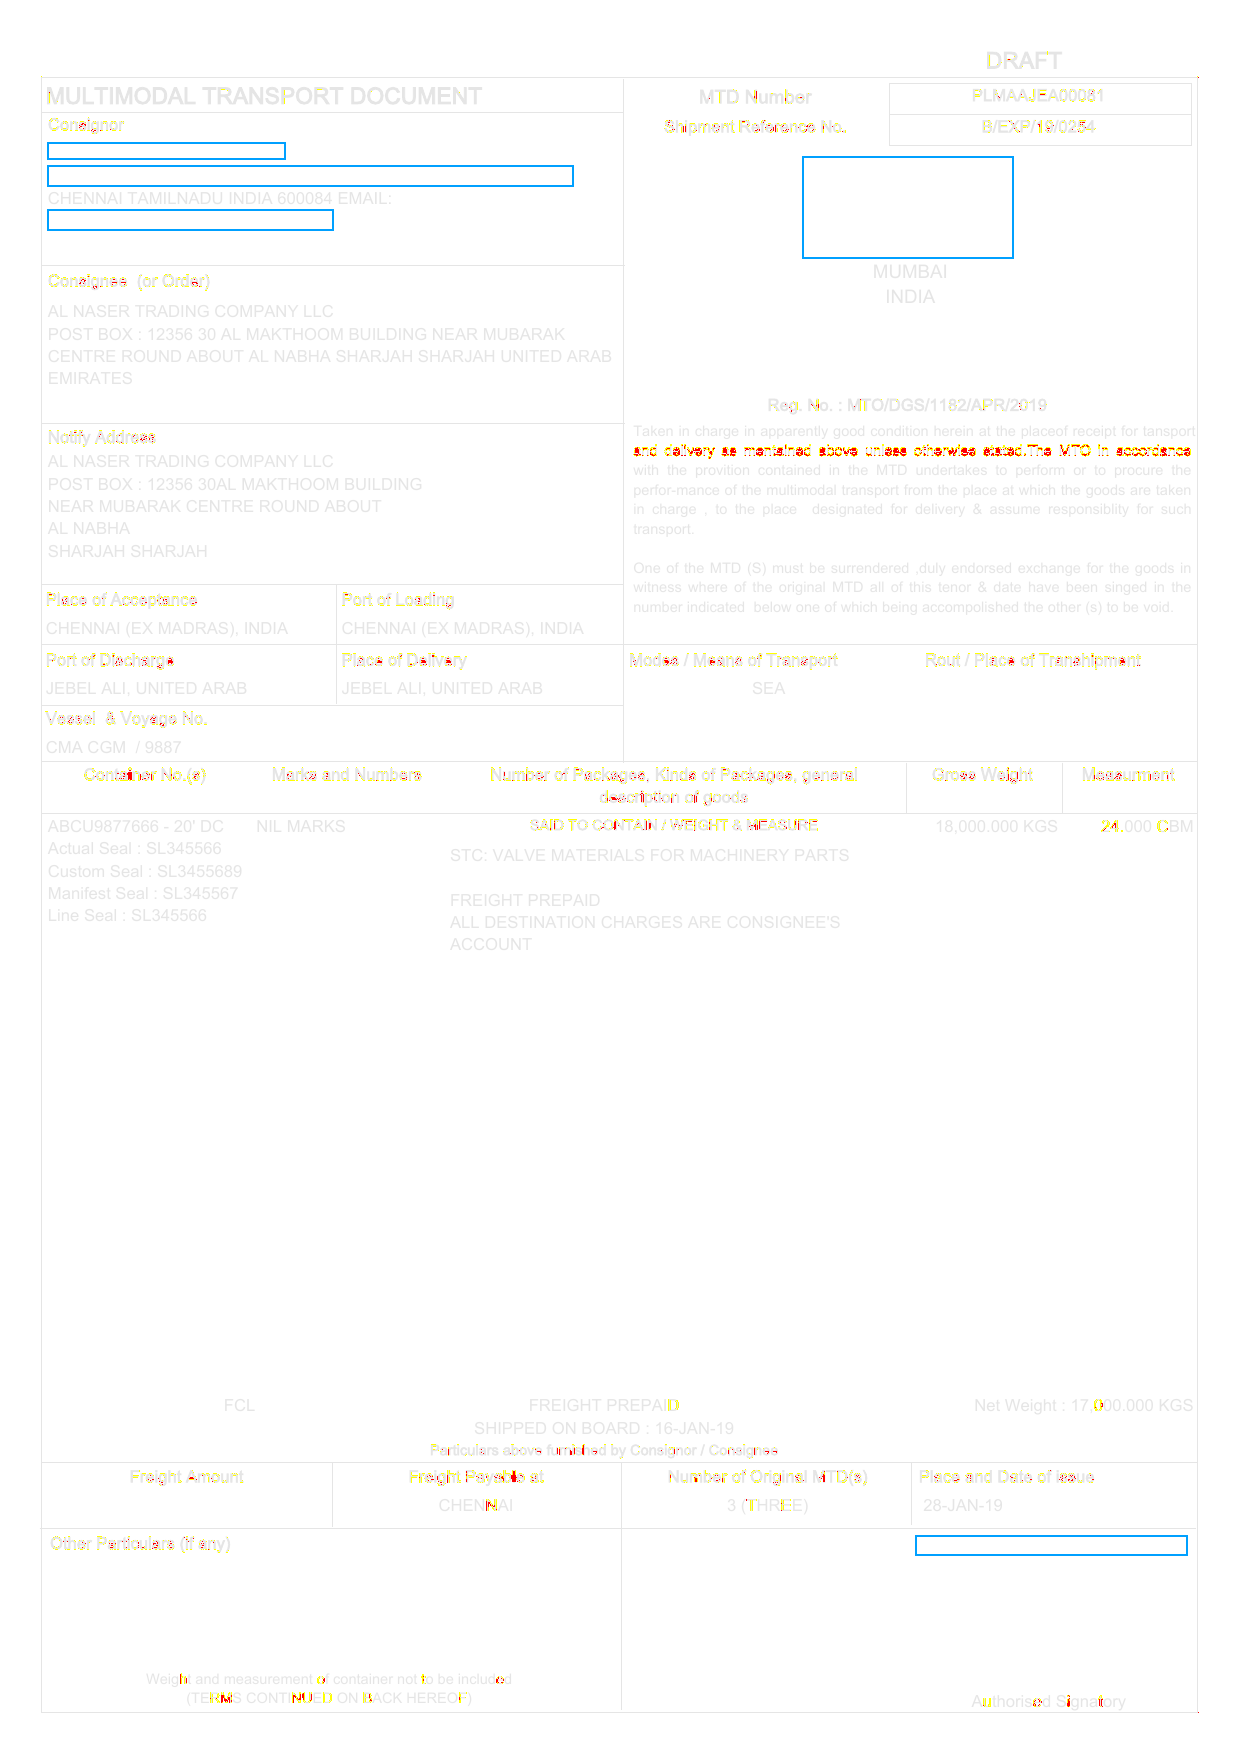 DRAFT
MULTIMODAL TRANSPORT DOCUMENT
MTD Number
PLMAAJEA00081
Consignor
Shipment Reference No.
S/EXP/19/0254
CHENNAI TAMILNADU INDIA 600084 EMAIL:
MUMBAI
INDIA
Consignee (or Order)
AL NASER TRADING COMPANY LLC
POST BOX : 12356 30 AL MAKTHOOM BUILDING NEAR MUBARAK
CENTRE ROUND ABOUT AL NABHA SHARJAH SHARJAH UNITED ARAB
EMIRATES
Reg. No. : MTO/DGS/1182/APR/2019
Notify Address
AL NASER TRADING COMPANY LLC
POST BOX : 12356 30AL MAKTHOOM BUILDING
NEAR MUBARAK CENTRE ROUND ABOUT
AL NABHA
SHARJAH SHARJAH
Taken in charge in apparently good condition herein at the placeof receipt for tansport
and delivery as mentained above unless otherwise stated.The MTO in accordance
with the provition contained in the MTD undertakes to perform or to procure the
perfor-mance of the multimodal transport from the place at which the goods are taken
in charge , to the place designated for delivery & assume responsiblity for such
transport.
One of the MTD (S) must be surrendered ,duly endorsed exchange for the goods in
witness where of the original MTD all of this tenor & date have been singed in the
number indicated below one of which being accompolished the other (s) to be void.
Place of Acceptance
Port of Loading
CHENNAI (EX MADRAS), INDIA
CHENNAI (EX MADRAS), INDIA
Port of Discharge
Place of Delivery
Modes / Means of Transport
Rout / Place of Transhipment
JEBEL ALI, UNITED ARAB
JEBEL ALI, UNITED ARAB
SEA
Vessel & Voyage No.
CMA CGM / 9887
Container No.(s)
Marks and Numbers
Number of Packages, Kinds of Packages, general
description of goods
Gross Weight
Measurment
ABCU9877666 - 20' DC
NIL MARKS
SAID TO CONTAIN / WEIGHT & MEASURE
18,000.000 KGS
24.000 CBM
Actual Seal : SL345566
Custom Seal : SL3455689
Manifest Seal : SL345567
Line Seal : SL345566
STC: VALVE MATERIALS FOR MACHINERY PARTS
FREIGHT PREPAID
ALL DESTINATION CHARGES ARE CONSIGNEE'S
ACCOUNT
FCL
FREIGHT PREPAID
Net Weight : 17,000.000 KGS
SHIPPED ON BOARD : 16-JAN-19
Particulars above furnished by Consignor / Consignee
Freight Amount
Freight Payable at
Number of Original MTD(s)
Place and Date of Issue
CHENNAI
3 (THREE)
28-JAN-19
Other Particulars (if any)
Weight and measurement of container not to be included
(TERMS CONTINUED ON BACK HEREOF)
Authorised Signatory